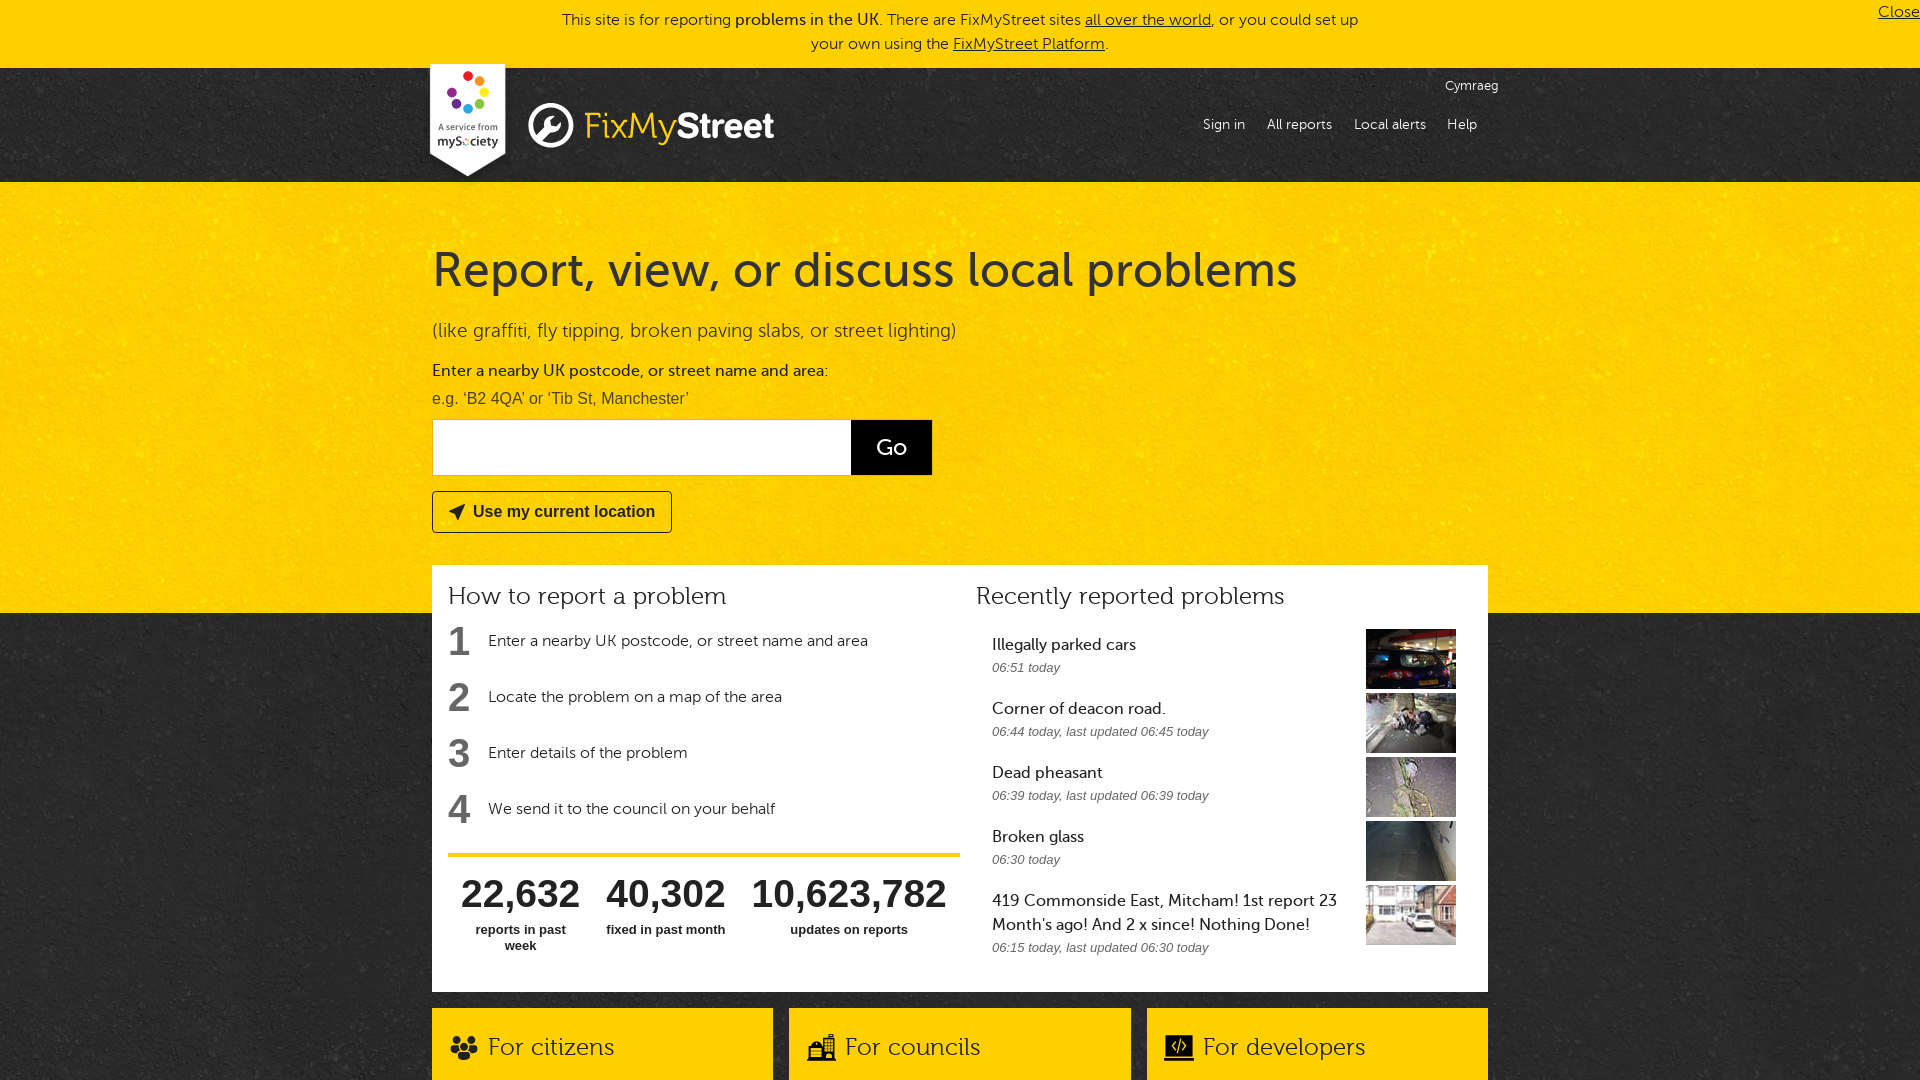 This site is for reporting problems in the UK. There are FixMyStreet sites all over the world, or you could set up
your own using the FixMyStreet Platform.
Close
Cymraeg
A service from
mySociety
FixMyStreet
Sign in
All reports
Local alerts
Help
Report, view, or discuss local problems
(like graffiti, fly tipping, broken paving slabs, or street lighting)
Enter a nearby UK postcode, or street name and area:
e.g. ‘B2 4QA’ or ‘Tib St, Manchester’
Go
Use my current location
How to report a problem
1 Enter a nearby UK postcode, or street name and area
2 Locate the problem on a map of the area
3 Enter details of the problem
4 We send it to the council on your behalf
22,632
reports in past
week
40,302
fixed in past month
10,623,782
updates on reports
Recently reported problems
Illegally parked cars
06:51 today
Corner of deacon road.
06:44 today, last updated 06:45 today
Dead pheasant
06:39 today, last updated 06:39 today
Broken glass
06:30 today
419 Commonside East, Mitcham! 1st report 23
Month's ago! And 2 x since! Nothing Done!
06:15 today, last updated 06:30 today
For citizens
For councils
For developers